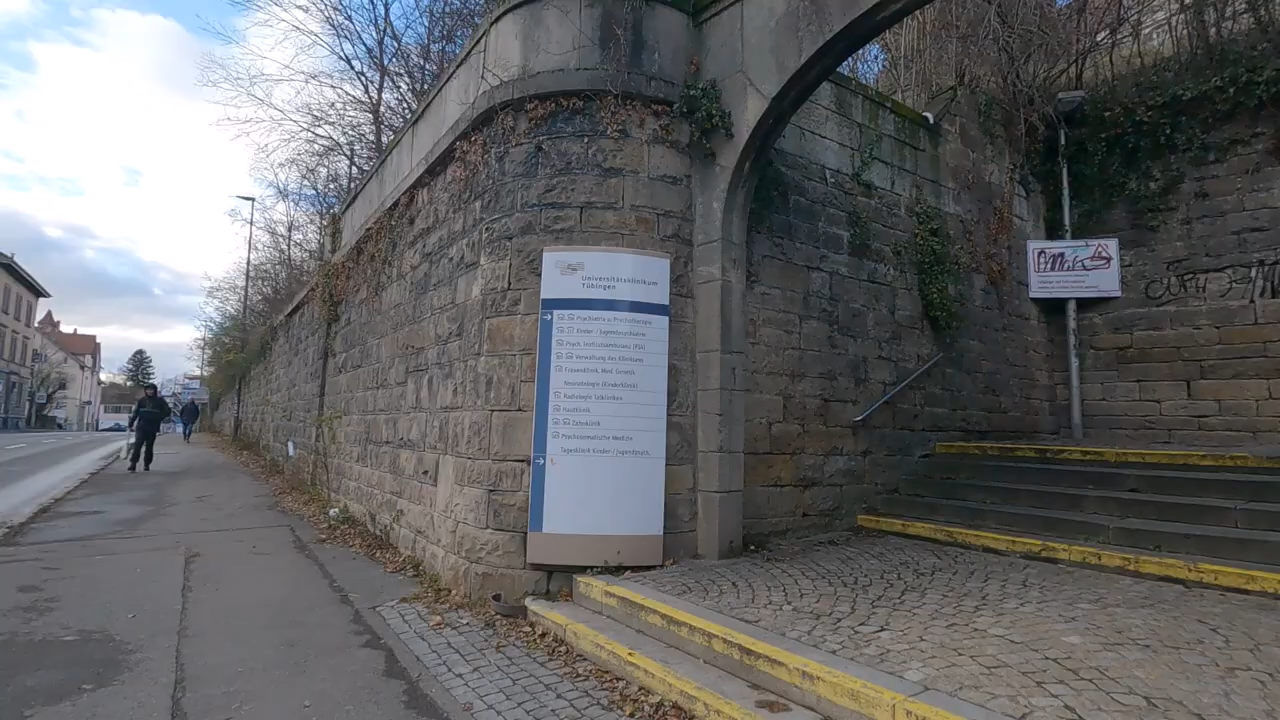 Universitätsklinikum
Tübingen
Psychiatrie u. Psychotherapie
Kinder- / Jugendpsychiatrie
Psych. Institutsambulanz (PIA)
Verwaltung des Klinikums
Frauenklinik, Med. Genetik
Neonatologie (Kinderklinik)
Radiologie Talkliniken
Hautklinik
Zahnklinik
Psychosomatische Medizin
Tagesklinik Kinder- / Jugendpsych.